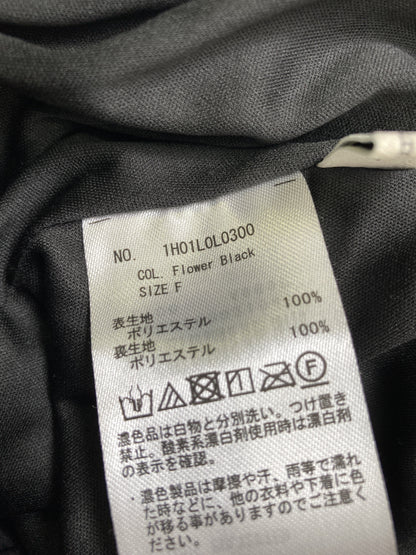 NO. 1H01L0L0300
COL. Flower Black
SIZE F
表生地
ポリエステル 100%
裏生地
ポリエステル 100%
濃色品は白物と分別洗い。つけ置き
禁止。酸素系漂白剤使用時は漂白剤
の表示を確認。
・濃色製品は摩擦や汗、雨等で濡れ
た時などに、他の衣料や下着に色
が移る事がありますのでご注意く
ださい。